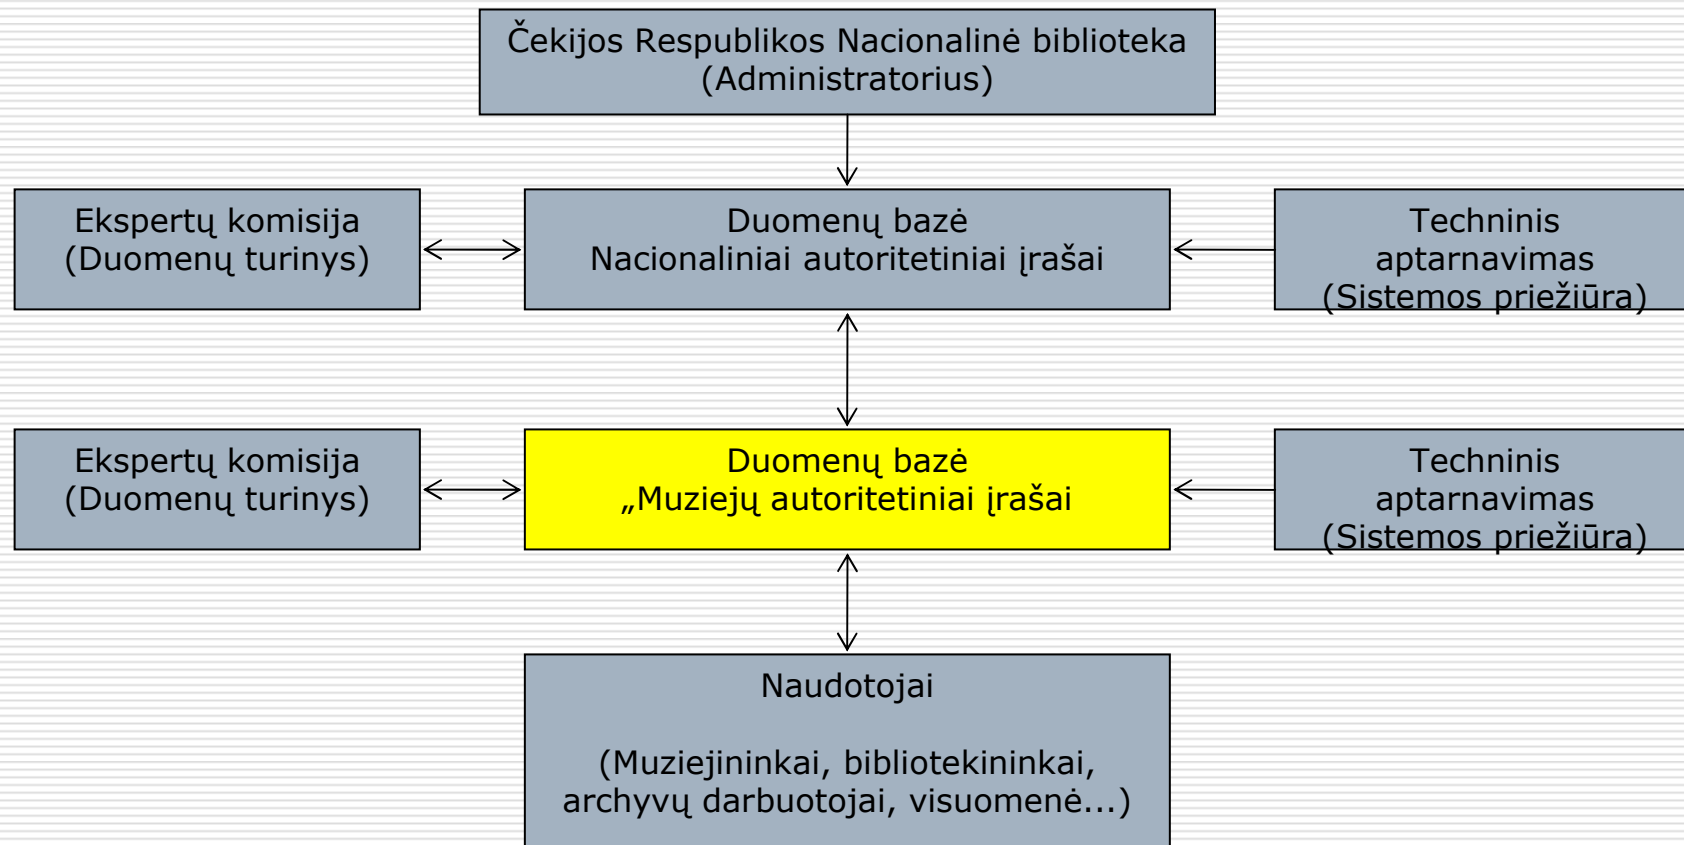 Čekijos Respublikos Nacionalinė biblioteka
(Administratorius)
Ekspertų komisija
(Duomenų turinys)
Duomenų bazė
Nacionaliniai autoritetiniai įrašai
Techninis
aptarnavimas
(Sistemos priežiūra)
Ekspertų komisija
(Duomenų turinys)
Duomenų bazė
„Muziejų autoritetiniai įrašai
Techninis
aptarnavimas
(Sistemos priežiūra)
Naudotojai
(Muziejininkai, bibliotekininkai,
archyvų darbuotojai, visuomenė...)